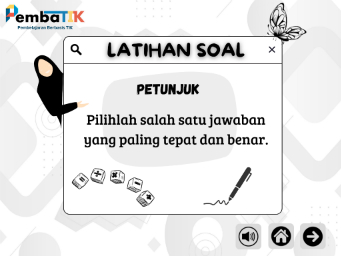 PembaTIK
Pembelajaran Berbasis TIK
LATIHAN SOAL
PETUNJUK
Pilihlah salah satu jawaban
yang paling tepat dan benar.